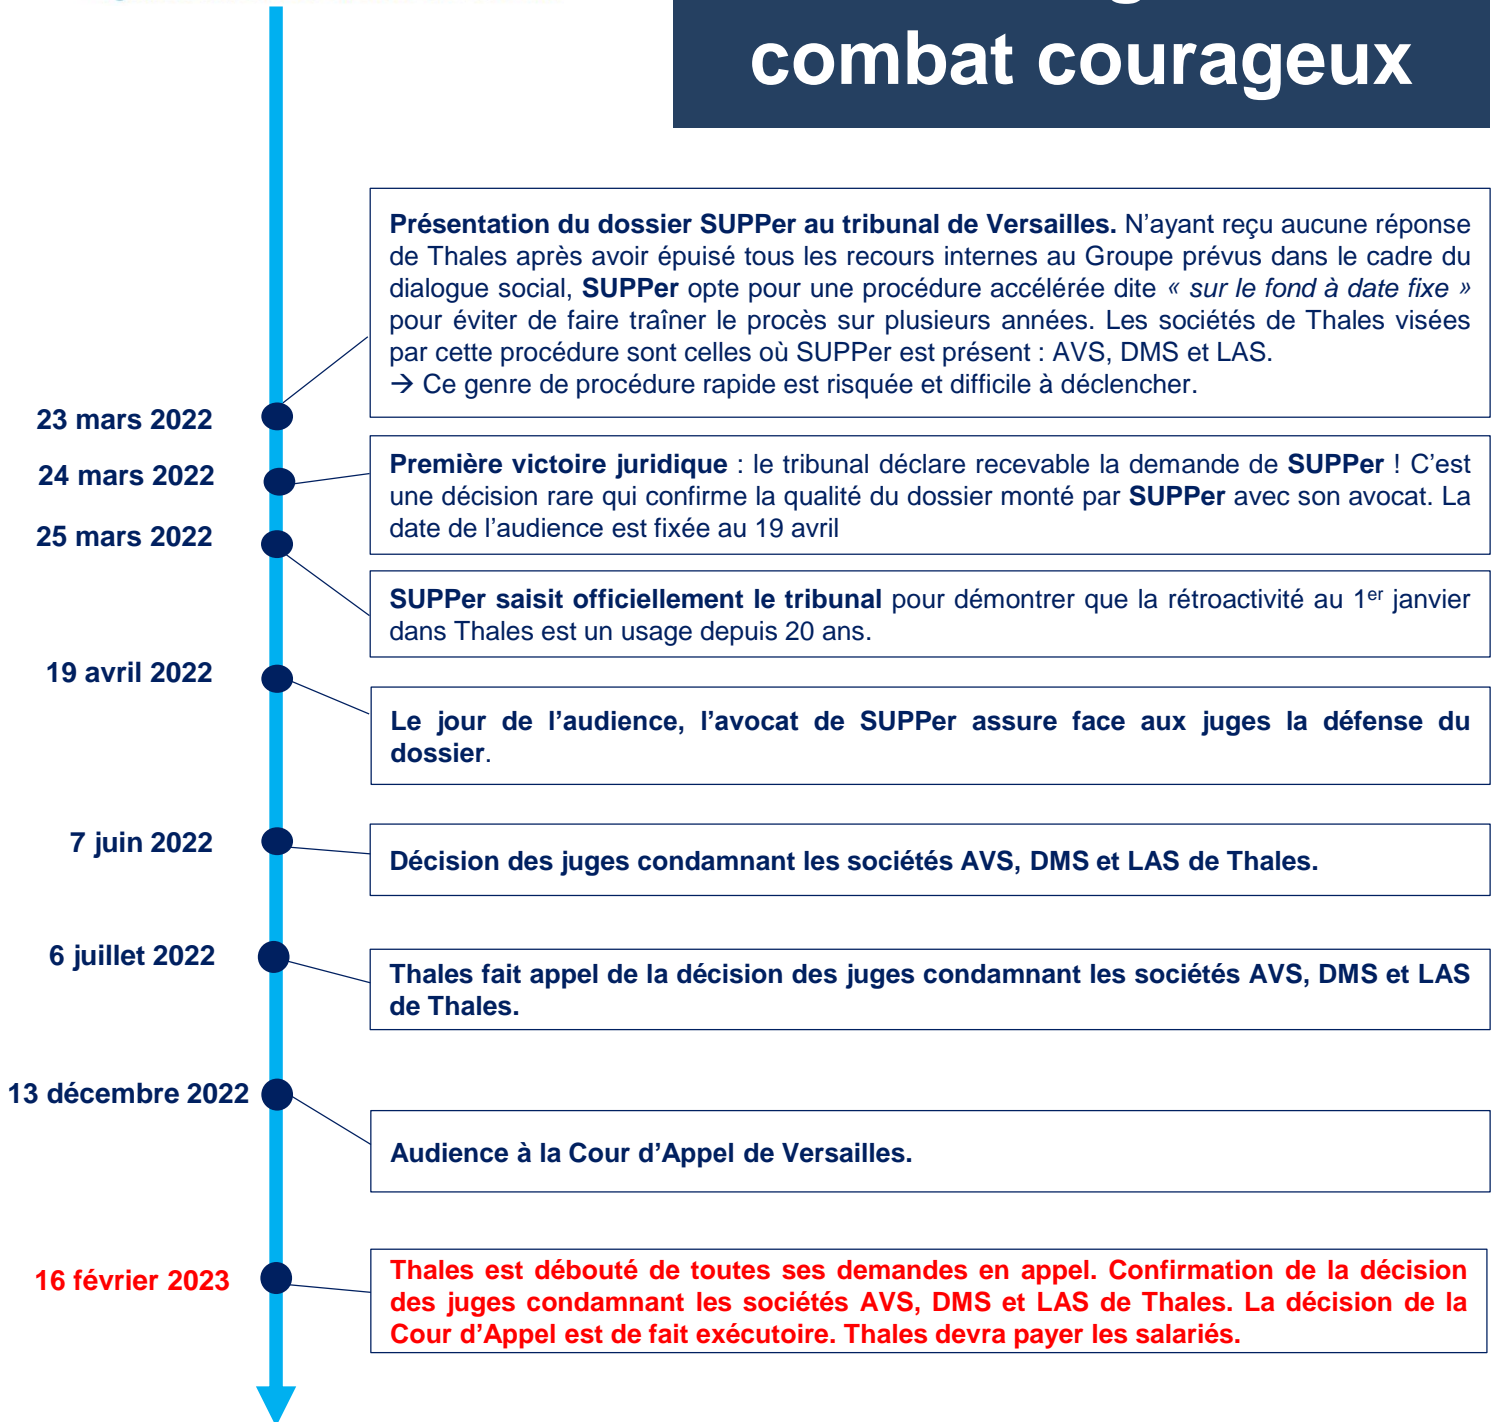 combat courageux
Présentation du dossier SUPPer au tribunal de Versailles. N’ayant reçu aucune réponse
de Thales après avoir épuisé tous les recours internes au Groupe prévus dans le cadre du
dialogue social, SUPPer opte pour une procédure accélérée dite « sur le fond à date fixe »
pour éviter de faire traîner le procès sur plusieurs années. Les sociétés de Thales visées
par cette procédure sont celles où SUPPer est présent : AVS, DMS et LAS.
→ Ce genre de procédure rapide est risquée et difficile à déclencher.
23 mars 2022
24 mars 2022
Première victoire juridique : le tribunal déclare recevable la demande de SUPPer ! C’est
une décision rare qui confirme la qualité du dossier monté par SUPPer avec son avocat. La
date de l’audience est fixée au 19 avril
25 mars 2022
SUPPer saisit officiellement le tribunal pour démontrer que la rétroactivité au 1er janvier
dans Thales est un usage depuis 20 ans.
19 avril 2022
Le jour de l’audience, l’avocat de SUPPer assure face aux juges la défense du
dossier.
7 juin 2022
Décision des juges condamnant les sociétés AVS, DMS et LAS de Thales.
6 juillet 2022
Thales fait appel de la décision des juges condamnant les sociétés AVS, DMS et LAS
de Thales.
13 décembre 2022
Audience à la Cour d’Appel de Versailles.
16 février 2023
Thales est débouté de toutes ses demandes en appel. Confirmation de la décision
des juges condamnant les sociétés AVS, DMS et LAS de Thales. La décision de la
Cour d’Appel est de fait exécutoire. Thales devra payer les salariés.